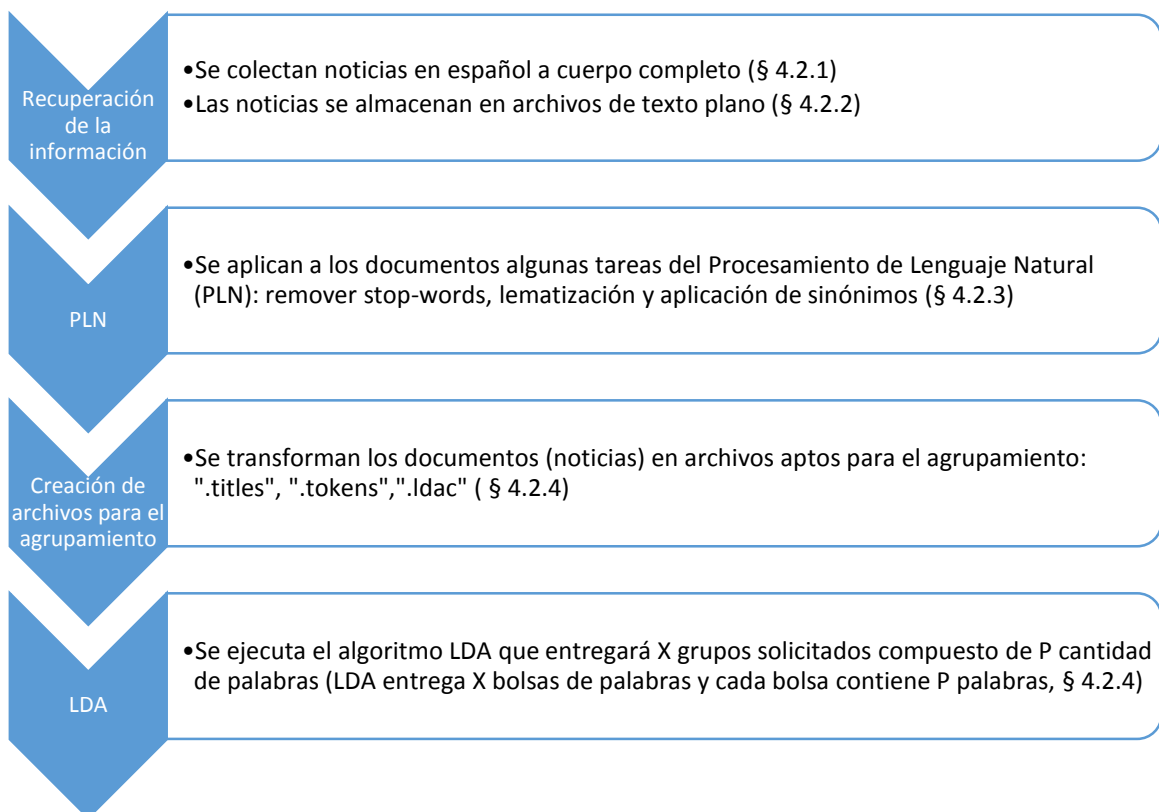 Recuperación
de la
información
•Se colectan noticias en español a cuerpo completo (§ 4.2.1)
•Las noticias se almacenan en archivos de texto plano (§ 4.2.2)
PLN
•Se aplican a los documentos algunas tareas del Procesamiento de Lenguaje Natural
(PLN): remover stop-words, lematización y aplicación de sinónimos (§ 4.2.3)
Creación de
archivos para el
agrupamiento
•Se transforman los documentos (noticias) en archivos aptos para el agrupamiento:
".titles", ".tokens",".ldac" ( § 4.2.4)
LDA
•Se ejecuta el algoritmo LDA que entregará X grupos solicitados compuesto de P cantidad
de palabras (LDA entrega X bolsas de palabras y cada bolsa contiene P palabras, § 4.2.4)